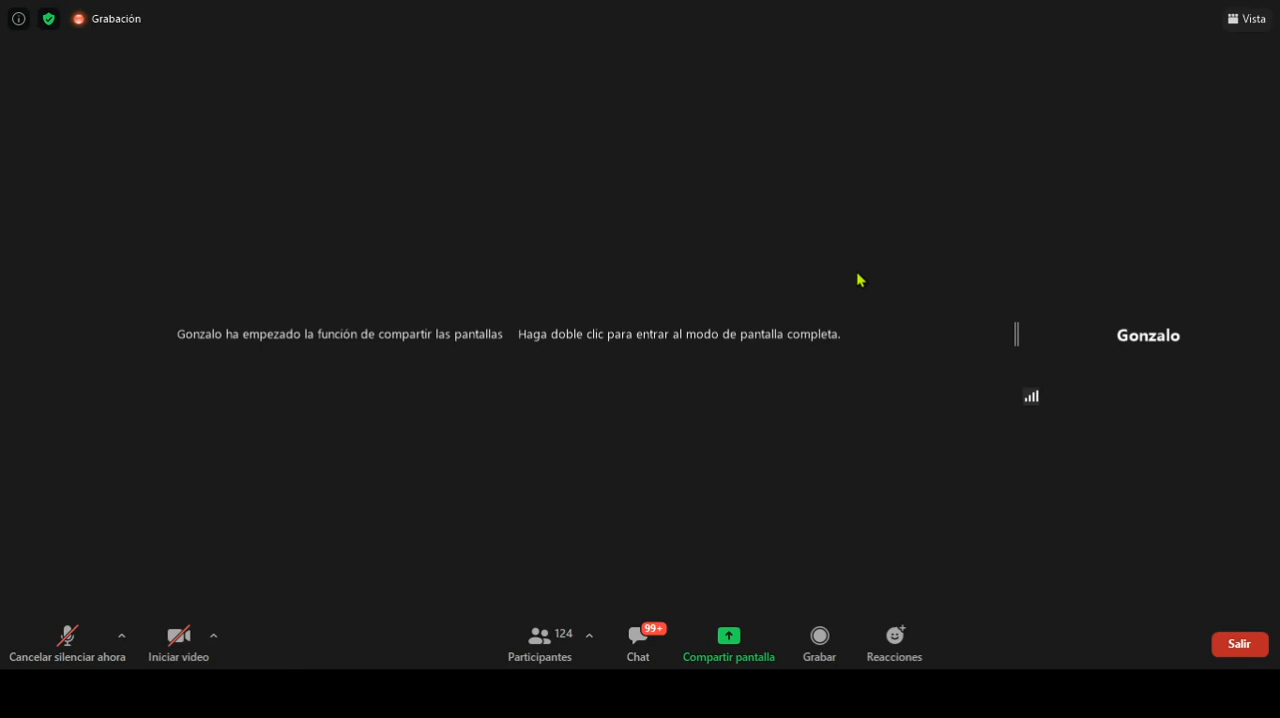 Grabación
Vista
Gonzalo ha empezado la función de compartir las pantallas Haga doble clic para entrar al modo de pantalla completa.
Gonzalo
Cancelar silenciar ahora
Iniciar video
124
Participantes
99+
Chat
Compartir pantalla
Grabar
Reacciones
Salir